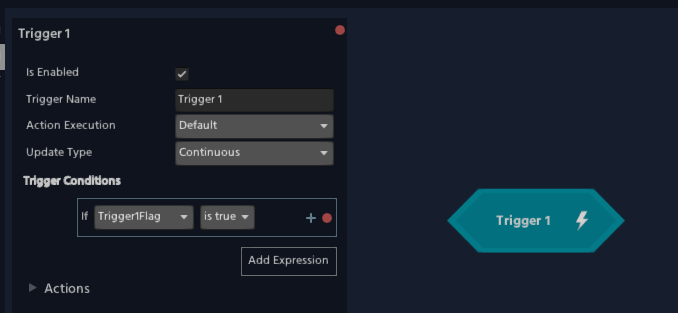 Trigger 1
Is Enabled
Trigger Name Trigger 1
Action Execution Default
Update Type Continuous
Trigger Conditions
If Trigger1Flag is true +
Add Expression
Actions
Trigger 1